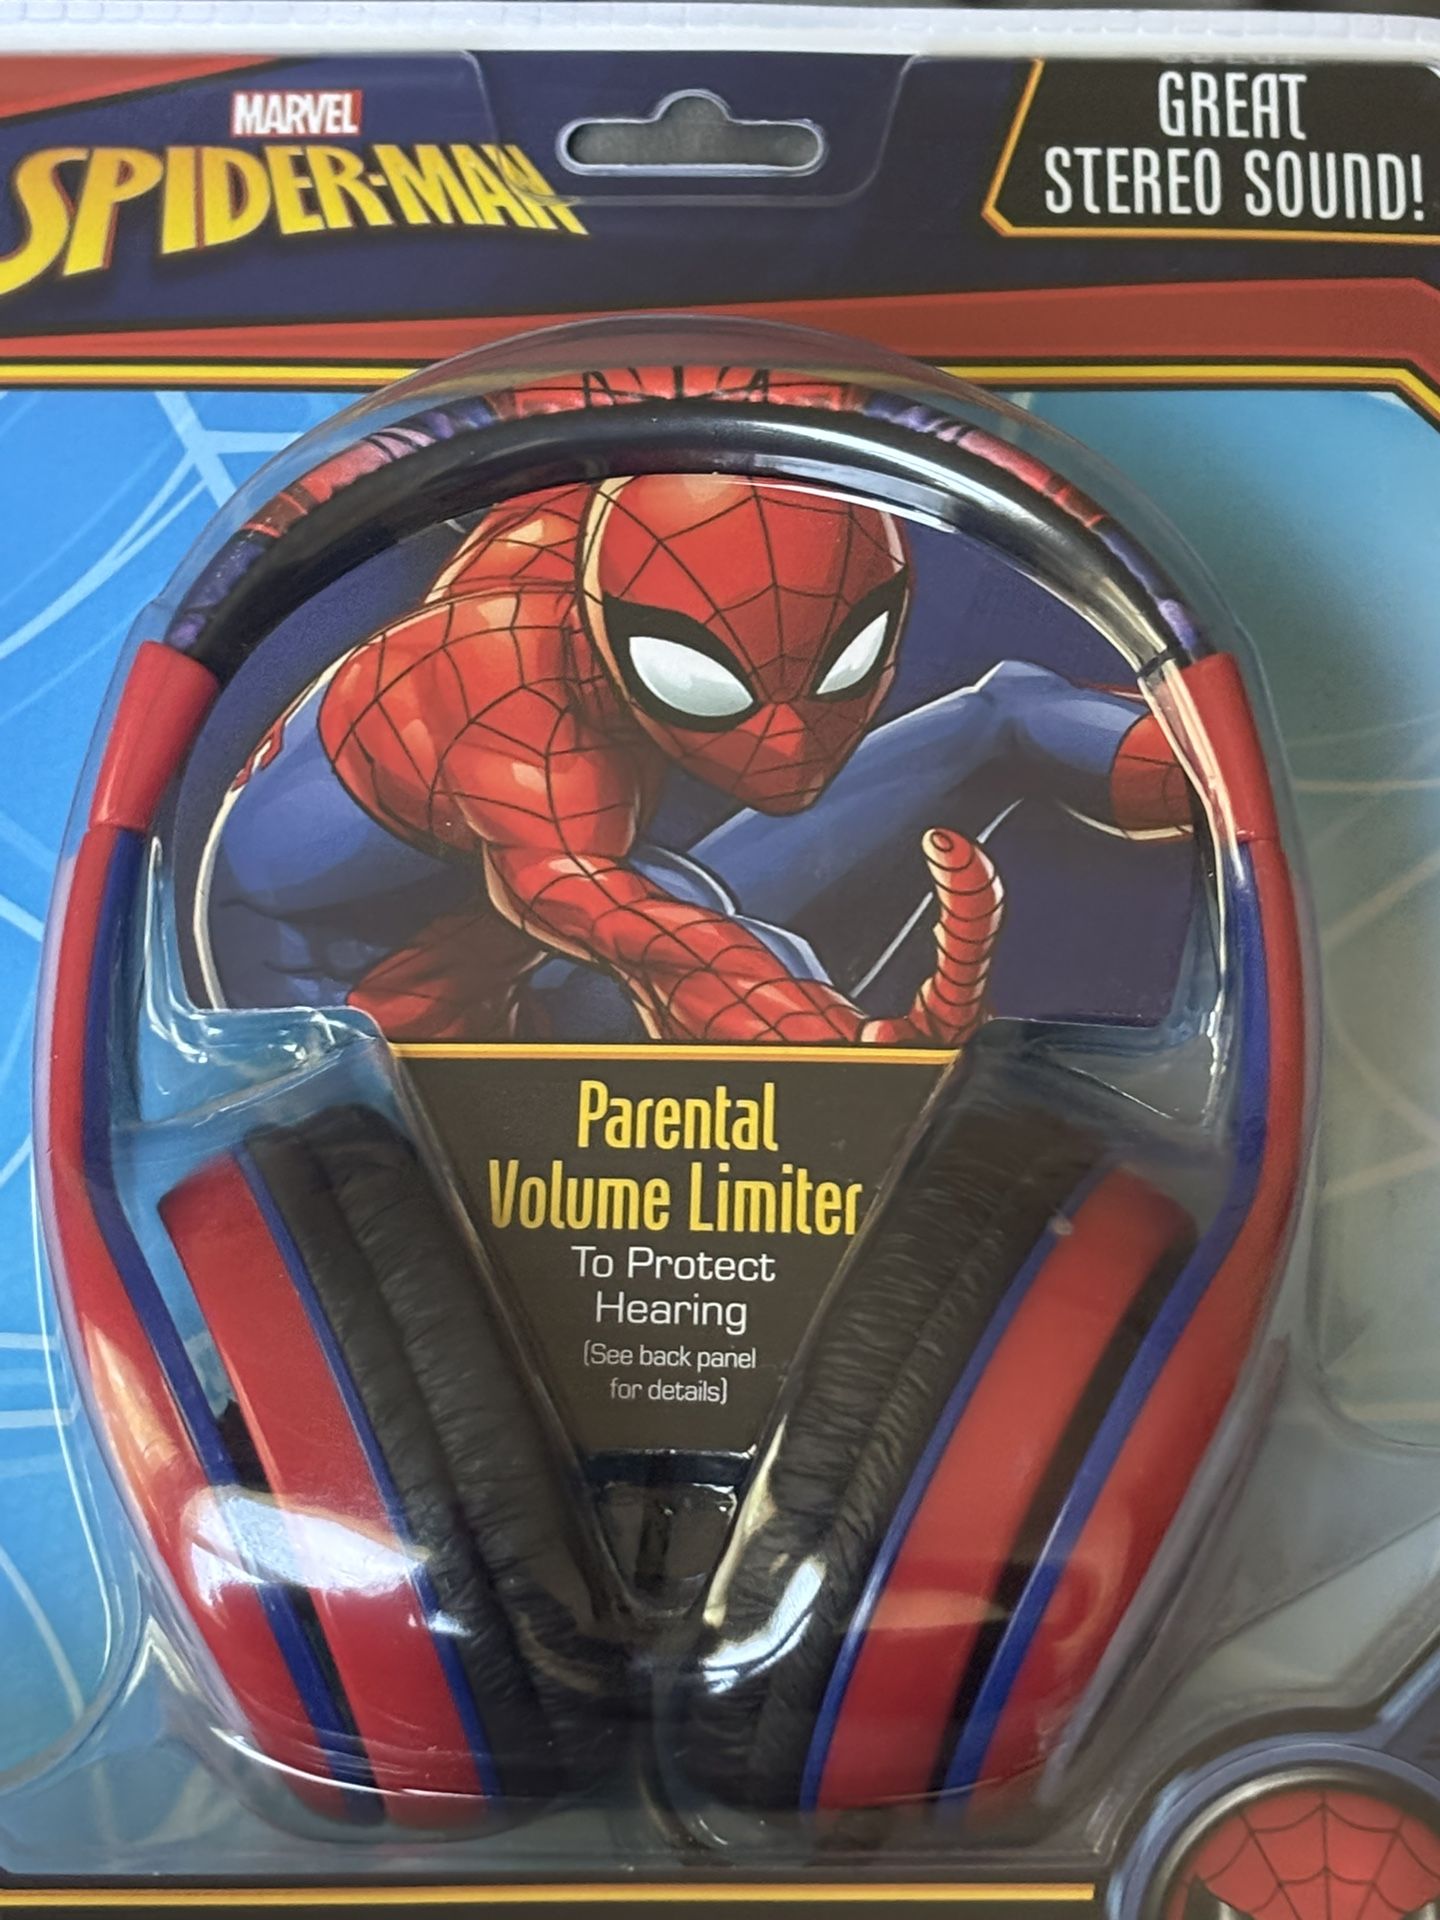 MARVEL
SPIDER-MAN
GREAT
STEREO SOUND!
Parental
Volume Limiter
To Protect
Hearing
(See back panel
for details)